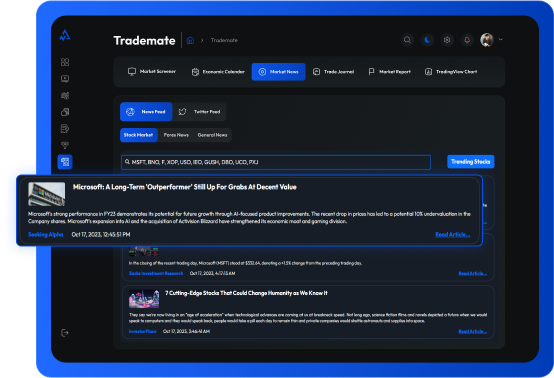 Trademate
Trademate
Market Screener
Economic Calender
Market News
Trade Journal
Market Report
TradingView Chart
News Feed
Twitter Feed
Stock Market
Forex News
General News
MSFT, BNO, F, XOP, USO, IEO, GUSH, DBO, UCO, PXJ
Trending Stocks
Microsoft: A Long-Term 'Outperformer' Still Up For Grabs At Decent Value
Microsoft's strong performance in FY23 demonstrates its potential for future growth through AI-focused product improvements. The recent drop in prices has led to a potential 10% undervaluation in the
Company shares. Microsoft's expansion into AI and the acquisition of Activision Blizzard have strengthened its economic moat and gaming division.
Seeking Alpha
Oct 17, 2023, 12:45:51 PM
Read Article...
In the closing of the recent trading day, Microsoft (MSFT) stood at $332.64, denoting a +1.5% change from the preceding trading day.
Zacks Investment Research
Oct 17, 2023, 4:17:13 AM
Read Article...
7 Cutting-Edge Stocks That Could Change Humanity as We Know It
They say we're now living in an "age of acceleration" when technological advances are coming at us at breakneck speed. Not long ago, science fiction films and novels depicted a future when we would
speak to computers and they would speak back, people would take a pill each day to remain thin and private companies would shuttle astronauts and supplies into space.
InvestorPlace
Oct 17, 2023, 3:46:41 AM
Read Article...